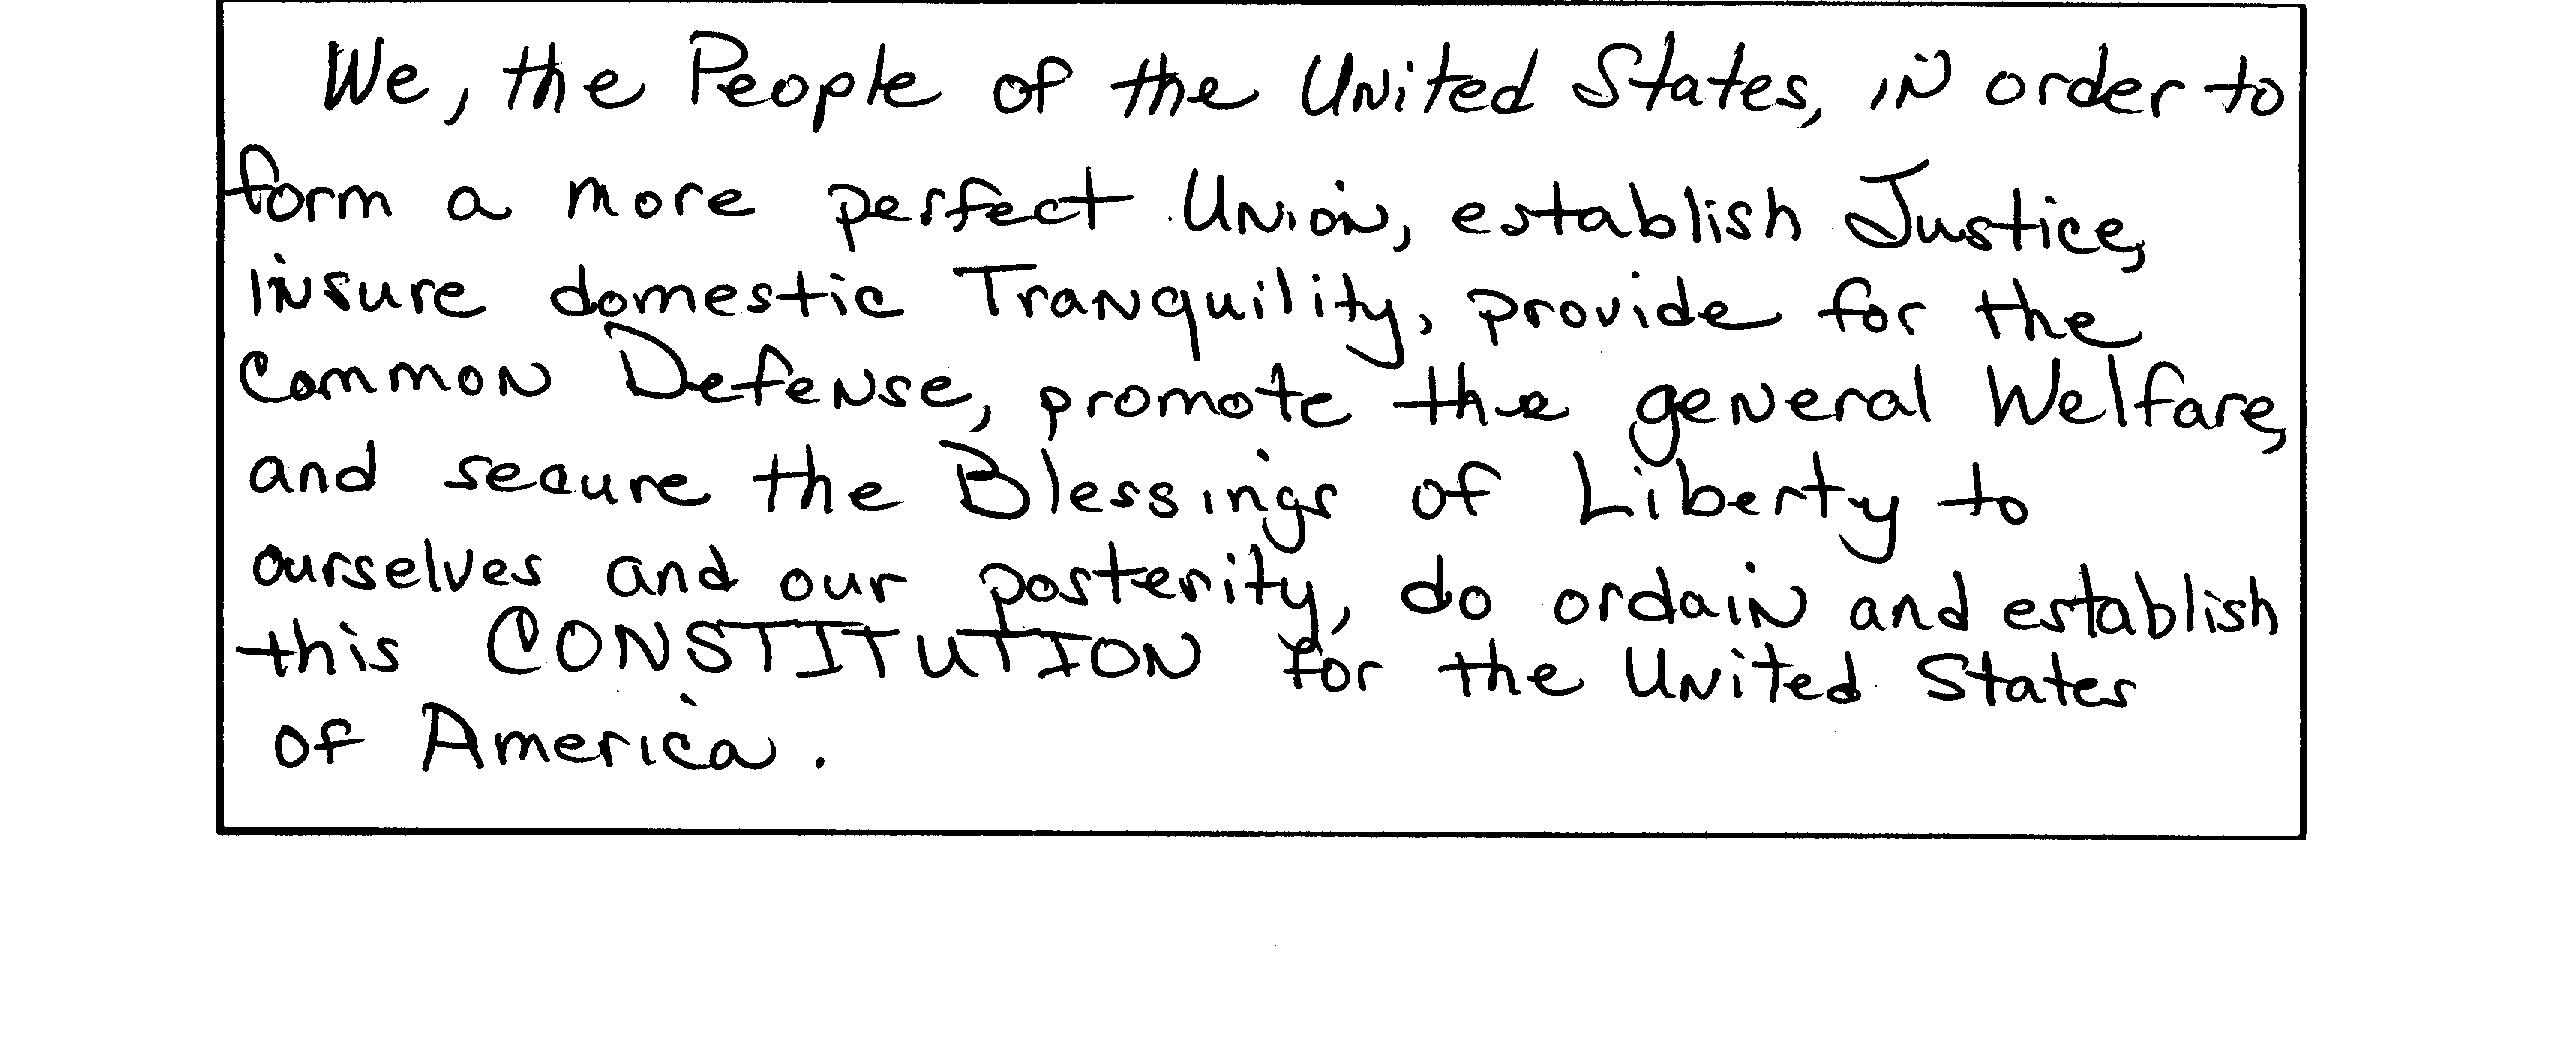 We, the People of the United States, in order to
form a more perfect Union, establish Justice,
insure domestic Tranquility, provide for the
Common Defense, promote the general Welfare,
and secure the Blessings of Liberty to
ourselves and our posterity, do ordain and establish
this CONSTITUTION for the United States
of America.